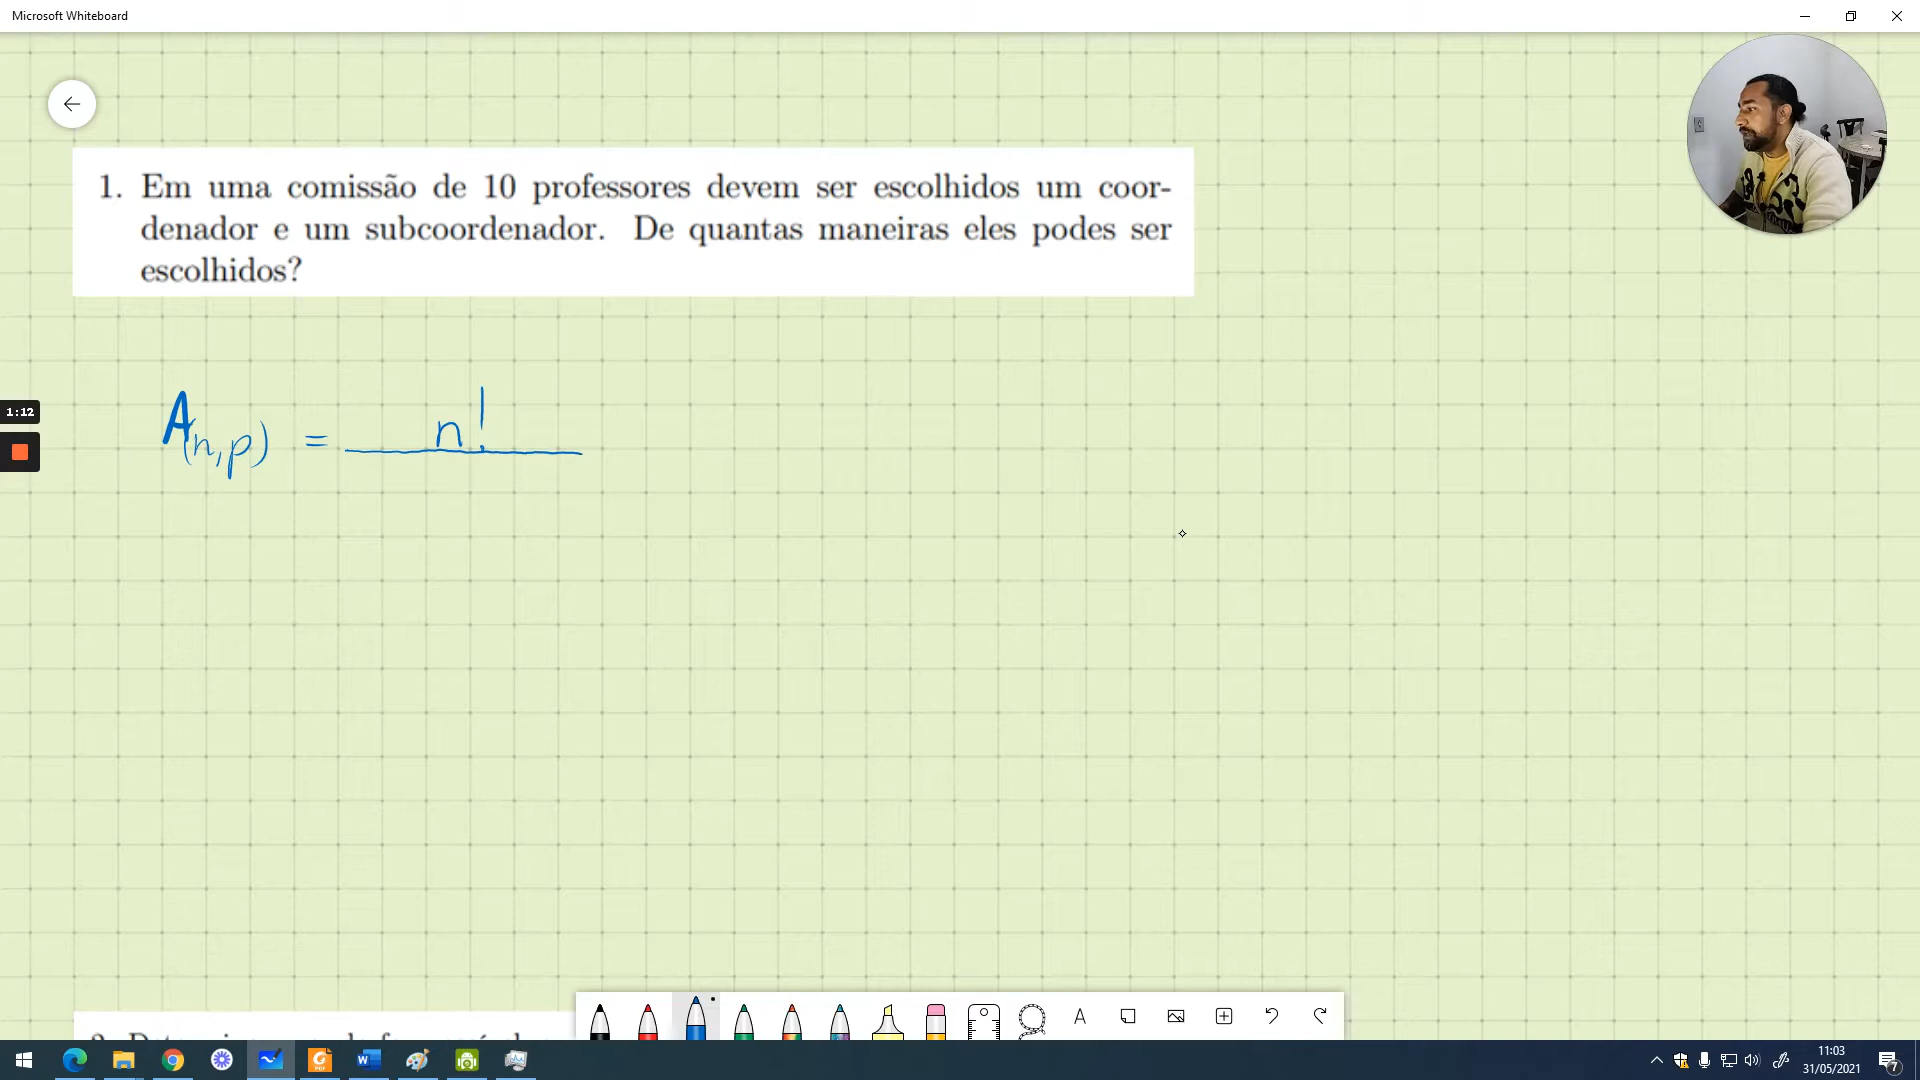 Microsoft Whiteboard
1. Em uma comissão de 10 professores devem ser escolhidos um coor-
denador e um subcoordenador. De quantas maneiras eles podes ser
escolhidos?
1:12
A(n,p) = n!
A
11:03
31/05/2021
7